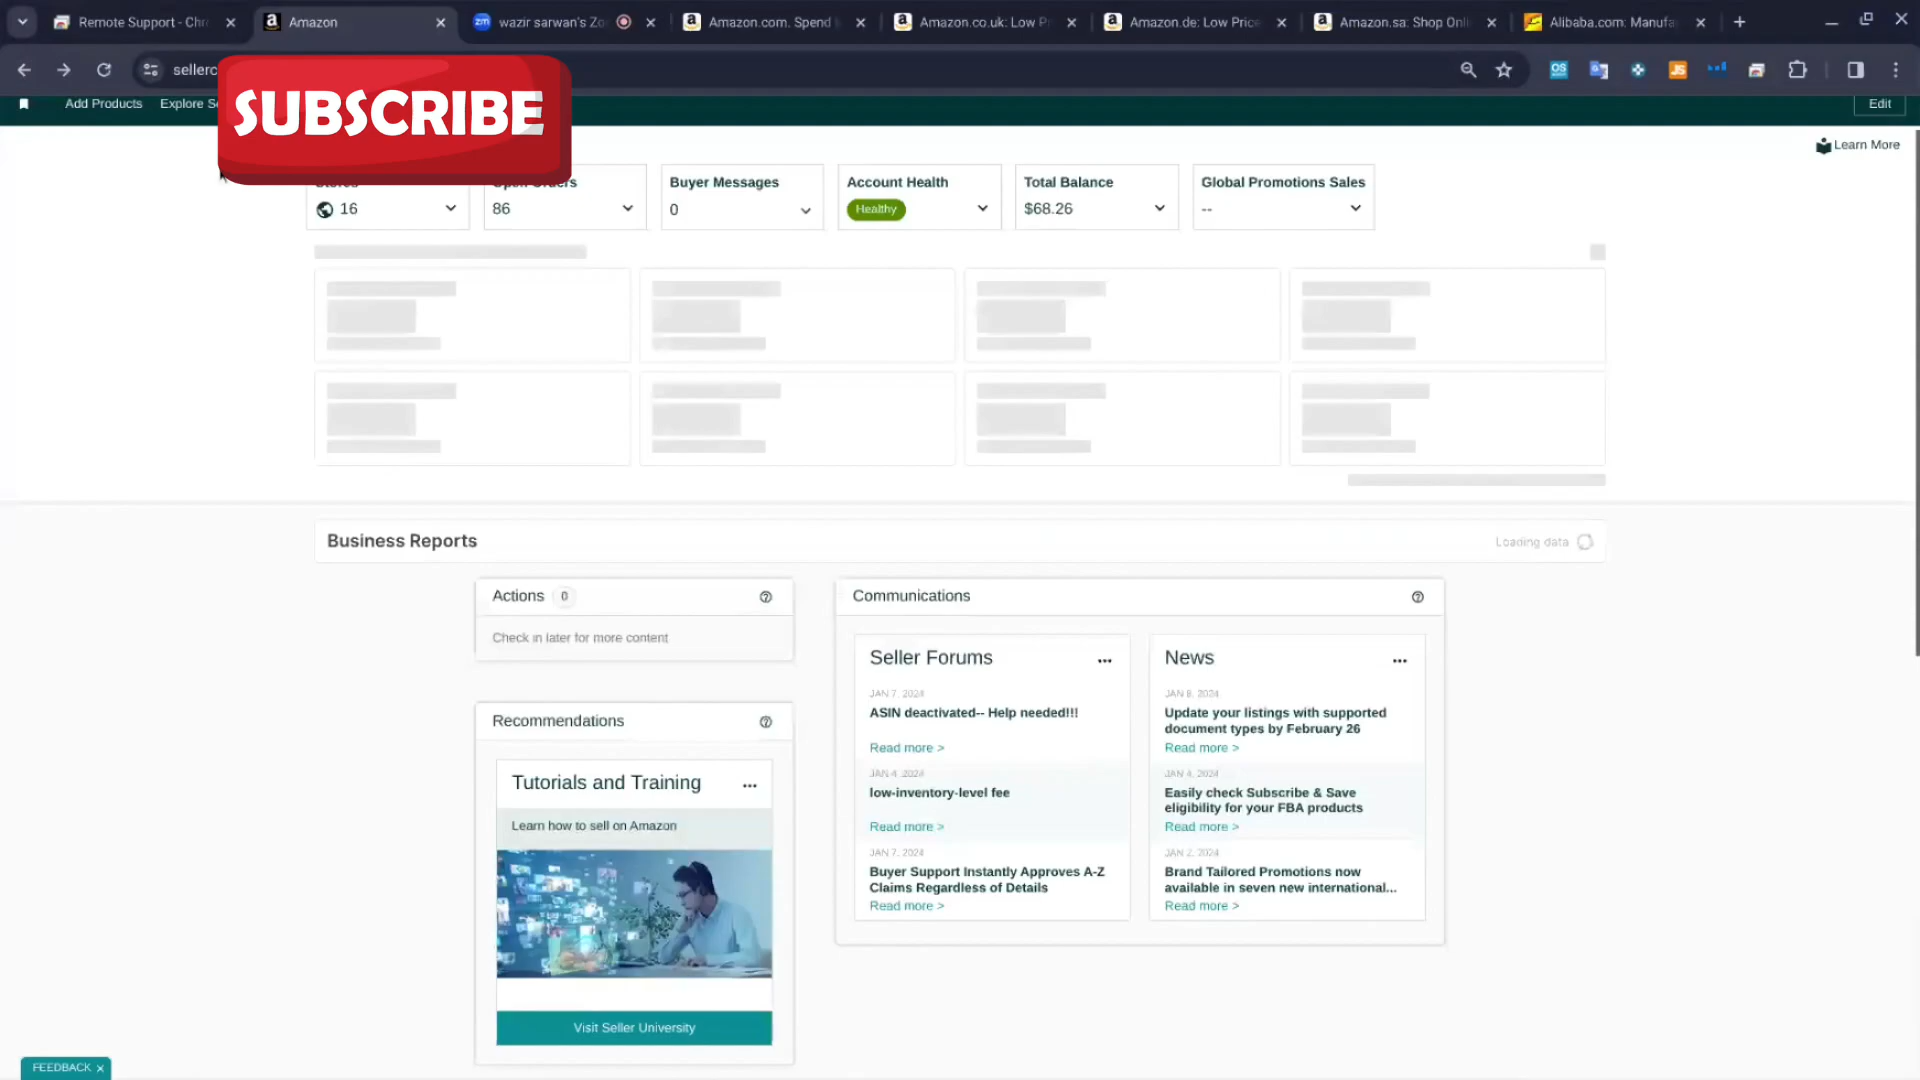 Remote Support - Chr
Amazon
wazir sarwan's Zo
Amazon.com. Spend
Amazon.co.uk: Low Pr
Amazon.de: Low Price
Amazon.sa: Shop Onli
Alibaba.com: Manufa
sellerc
SUBSCRIBE
Add Products
Explore Se
Edit
Learn More
Open Orders
Buyer Messages
Account Health
Total Balance
Global Promotions Sales
16
86
0
Healthy
$68.26
--
Business Reports
Loading data
Actions 0
Check in later for more content
Recommendations
Tutorials and Training
Learn how to sell on Amazon
Visit Seller University
Communications
Seller Forums
JAN 7, 2024
ASIN deactivated-- Help needed!!!
Read more >
JAN 4, 2024
low-inventory-level fee
Read more >
JAN 7, 2024
Buyer Support Instantly Approves A-Z
Claims Regardless of Details
Read more >
News
JAN 8, 2024
Update your listings with supported
document types by February 26
Read more >
JAN 4, 2024
Easily check Subscribe & Save
eligibility for your FBA products
Read more >
JAN 2, 2024
Brand Tailored Promotions now
available in seven new international...
Read more >
FEEDBACK ×